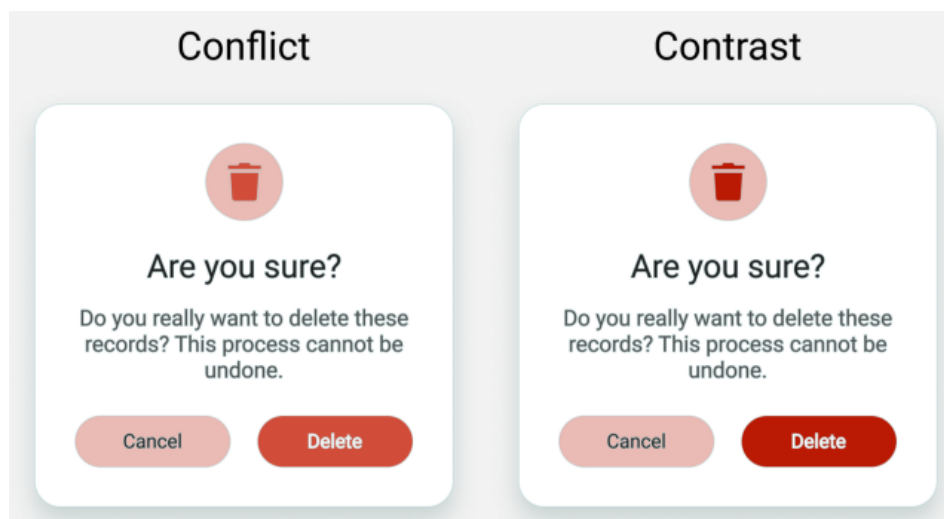 Conflict
Are you sure?
Do you really want to delete these
records? This process cannot be
undone.
Cancel
Delete
Contrast
Are you sure?
Do you really want to delete these
records? This process cannot be
undone.
Cancel
Delete